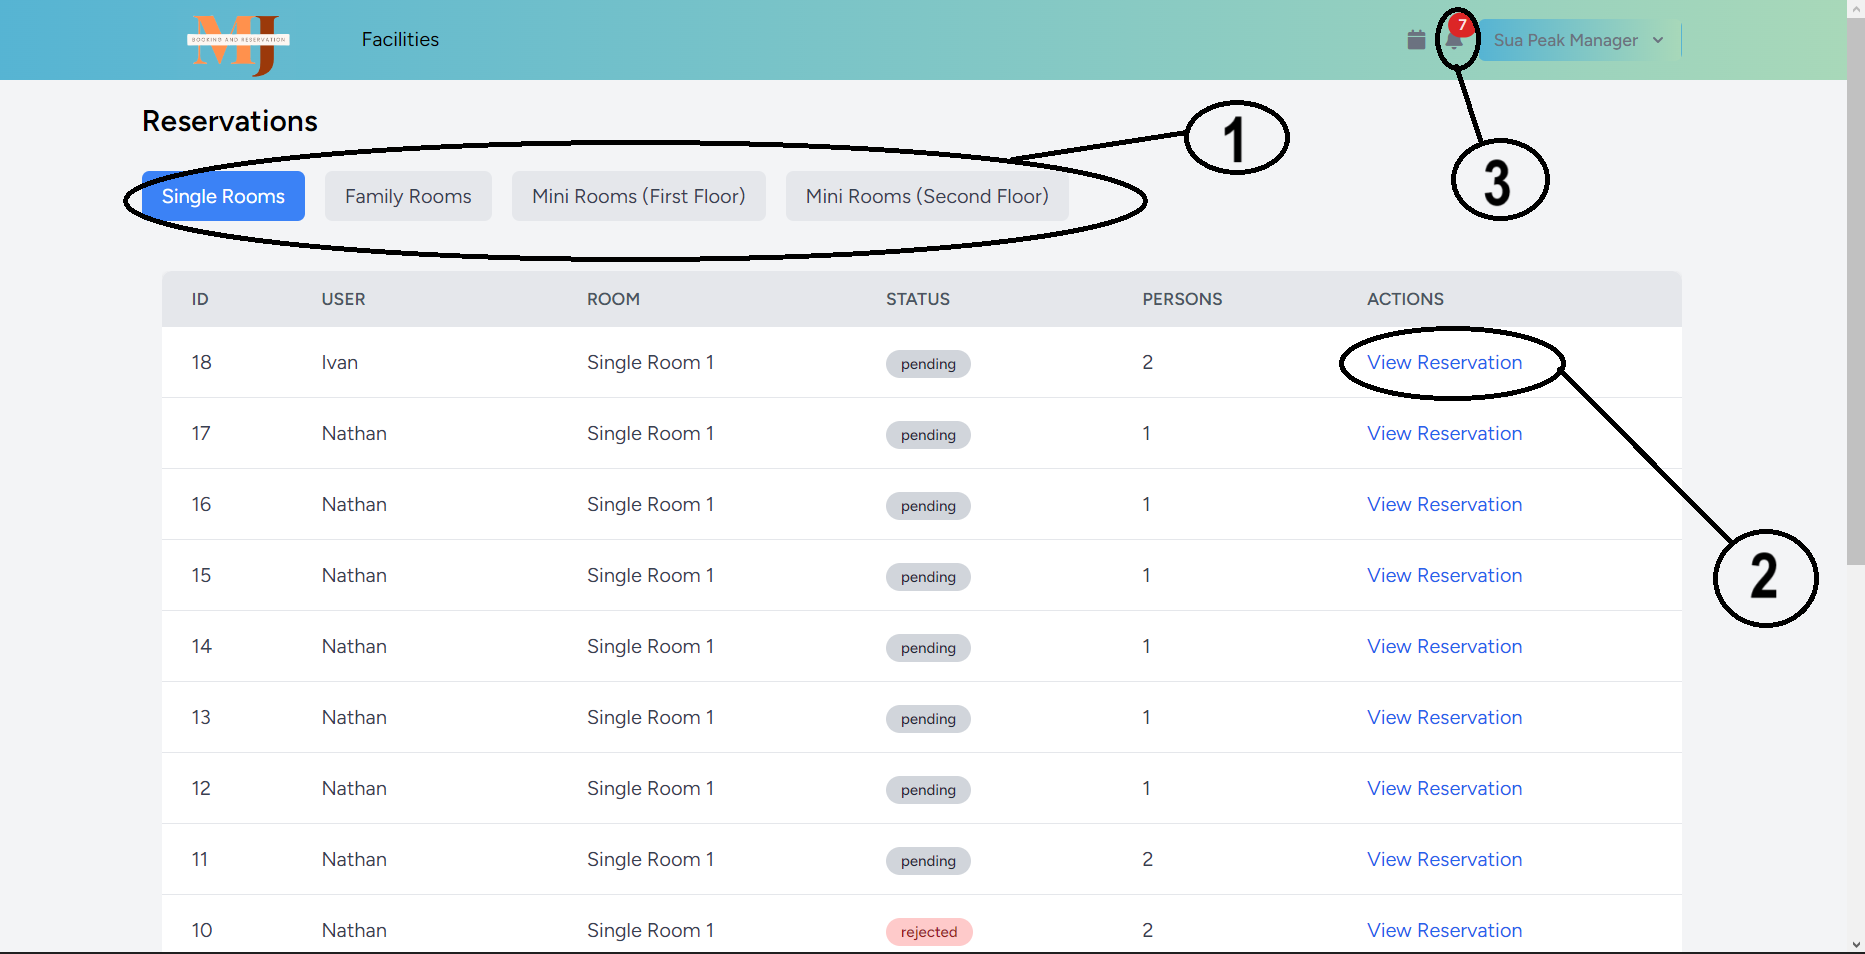 MJ
BOOKING AND RESERVATION
Facilities
7
Sua Peak Manager
Reservations
1
3
Single Rooms Family Rooms Mini Rooms (First Floor) Mini Rooms (Second Floor)
ID USER ROOM STATUS PERSONS ACTIONS
18 Ivan Single Room 1 pending 2 View Reservation
17 Nathan Single Room 1 pending 1 View Reservation
16 Nathan Single Room 1 pending 1 View Reservation
15 Nathan Single Room 1 pending 1 View Reservation
2
14 Nathan Single Room 1 pending 1 View Reservation
13 Nathan Single Room 1 pending 1 View Reservation
12 Nathan Single Room 1 pending 1 View Reservation
11 Nathan Single Room 1 pending 2 View Reservation
10 Nathan Single Room 1 rejected 2 View Reservation